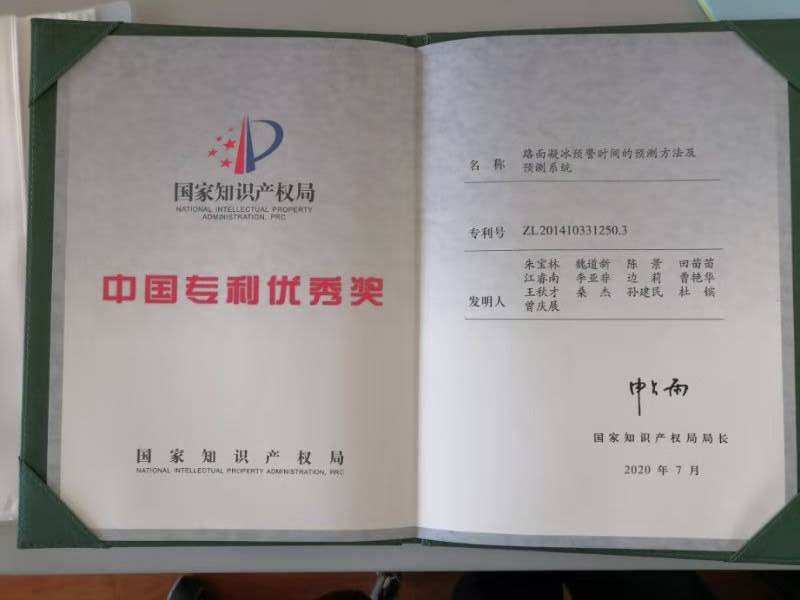 国家知识产权局
NATIONAL INTELLECTUAL PROPERTY
ADMINISTRATION, PRC
中国专利优秀奖
国家知识产权局
NATIONAL INTELLECTUAL PROPERTY ADMINISTRATION, PRC
名 称 路面凝冰预警时间的预测方法及
预测系统
专利号 ZL201410331250.3
朱宝林 魏道新 陈 景 田苗苗
江睿南 李亚非 边 莉 曹艳华
发明人 王秋才 桑 杰 孙建民 杜 镔
曾庆展
申长雨
国家知识产权局局长
2020 年 7 月